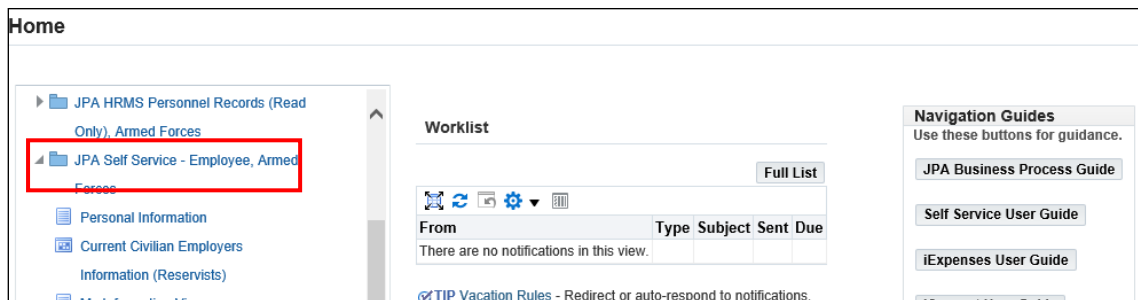 Home
JPA HRMS Personnel Records (Read
Only), Armed Forces
JPA Self Service - Employee, Armed
Forces
Personal Information
Current Civilian Employers
Information (Reservists)
Worklist
Full List
From Type Subject Sent Due
There are no notifications in this view.
TIP Vacation Rules - Redirect or auto-respond to notifications.
Navigation Guides
Use these buttons for guidance.
JPA Business Process Guide
Self Service User Guide
iExpenses User Guide